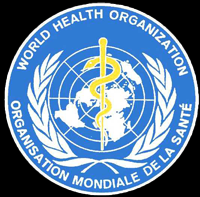 WORLD HEALTH ORGANIZATION
ORGANISATION MONDIALE DE LA SANTÉ